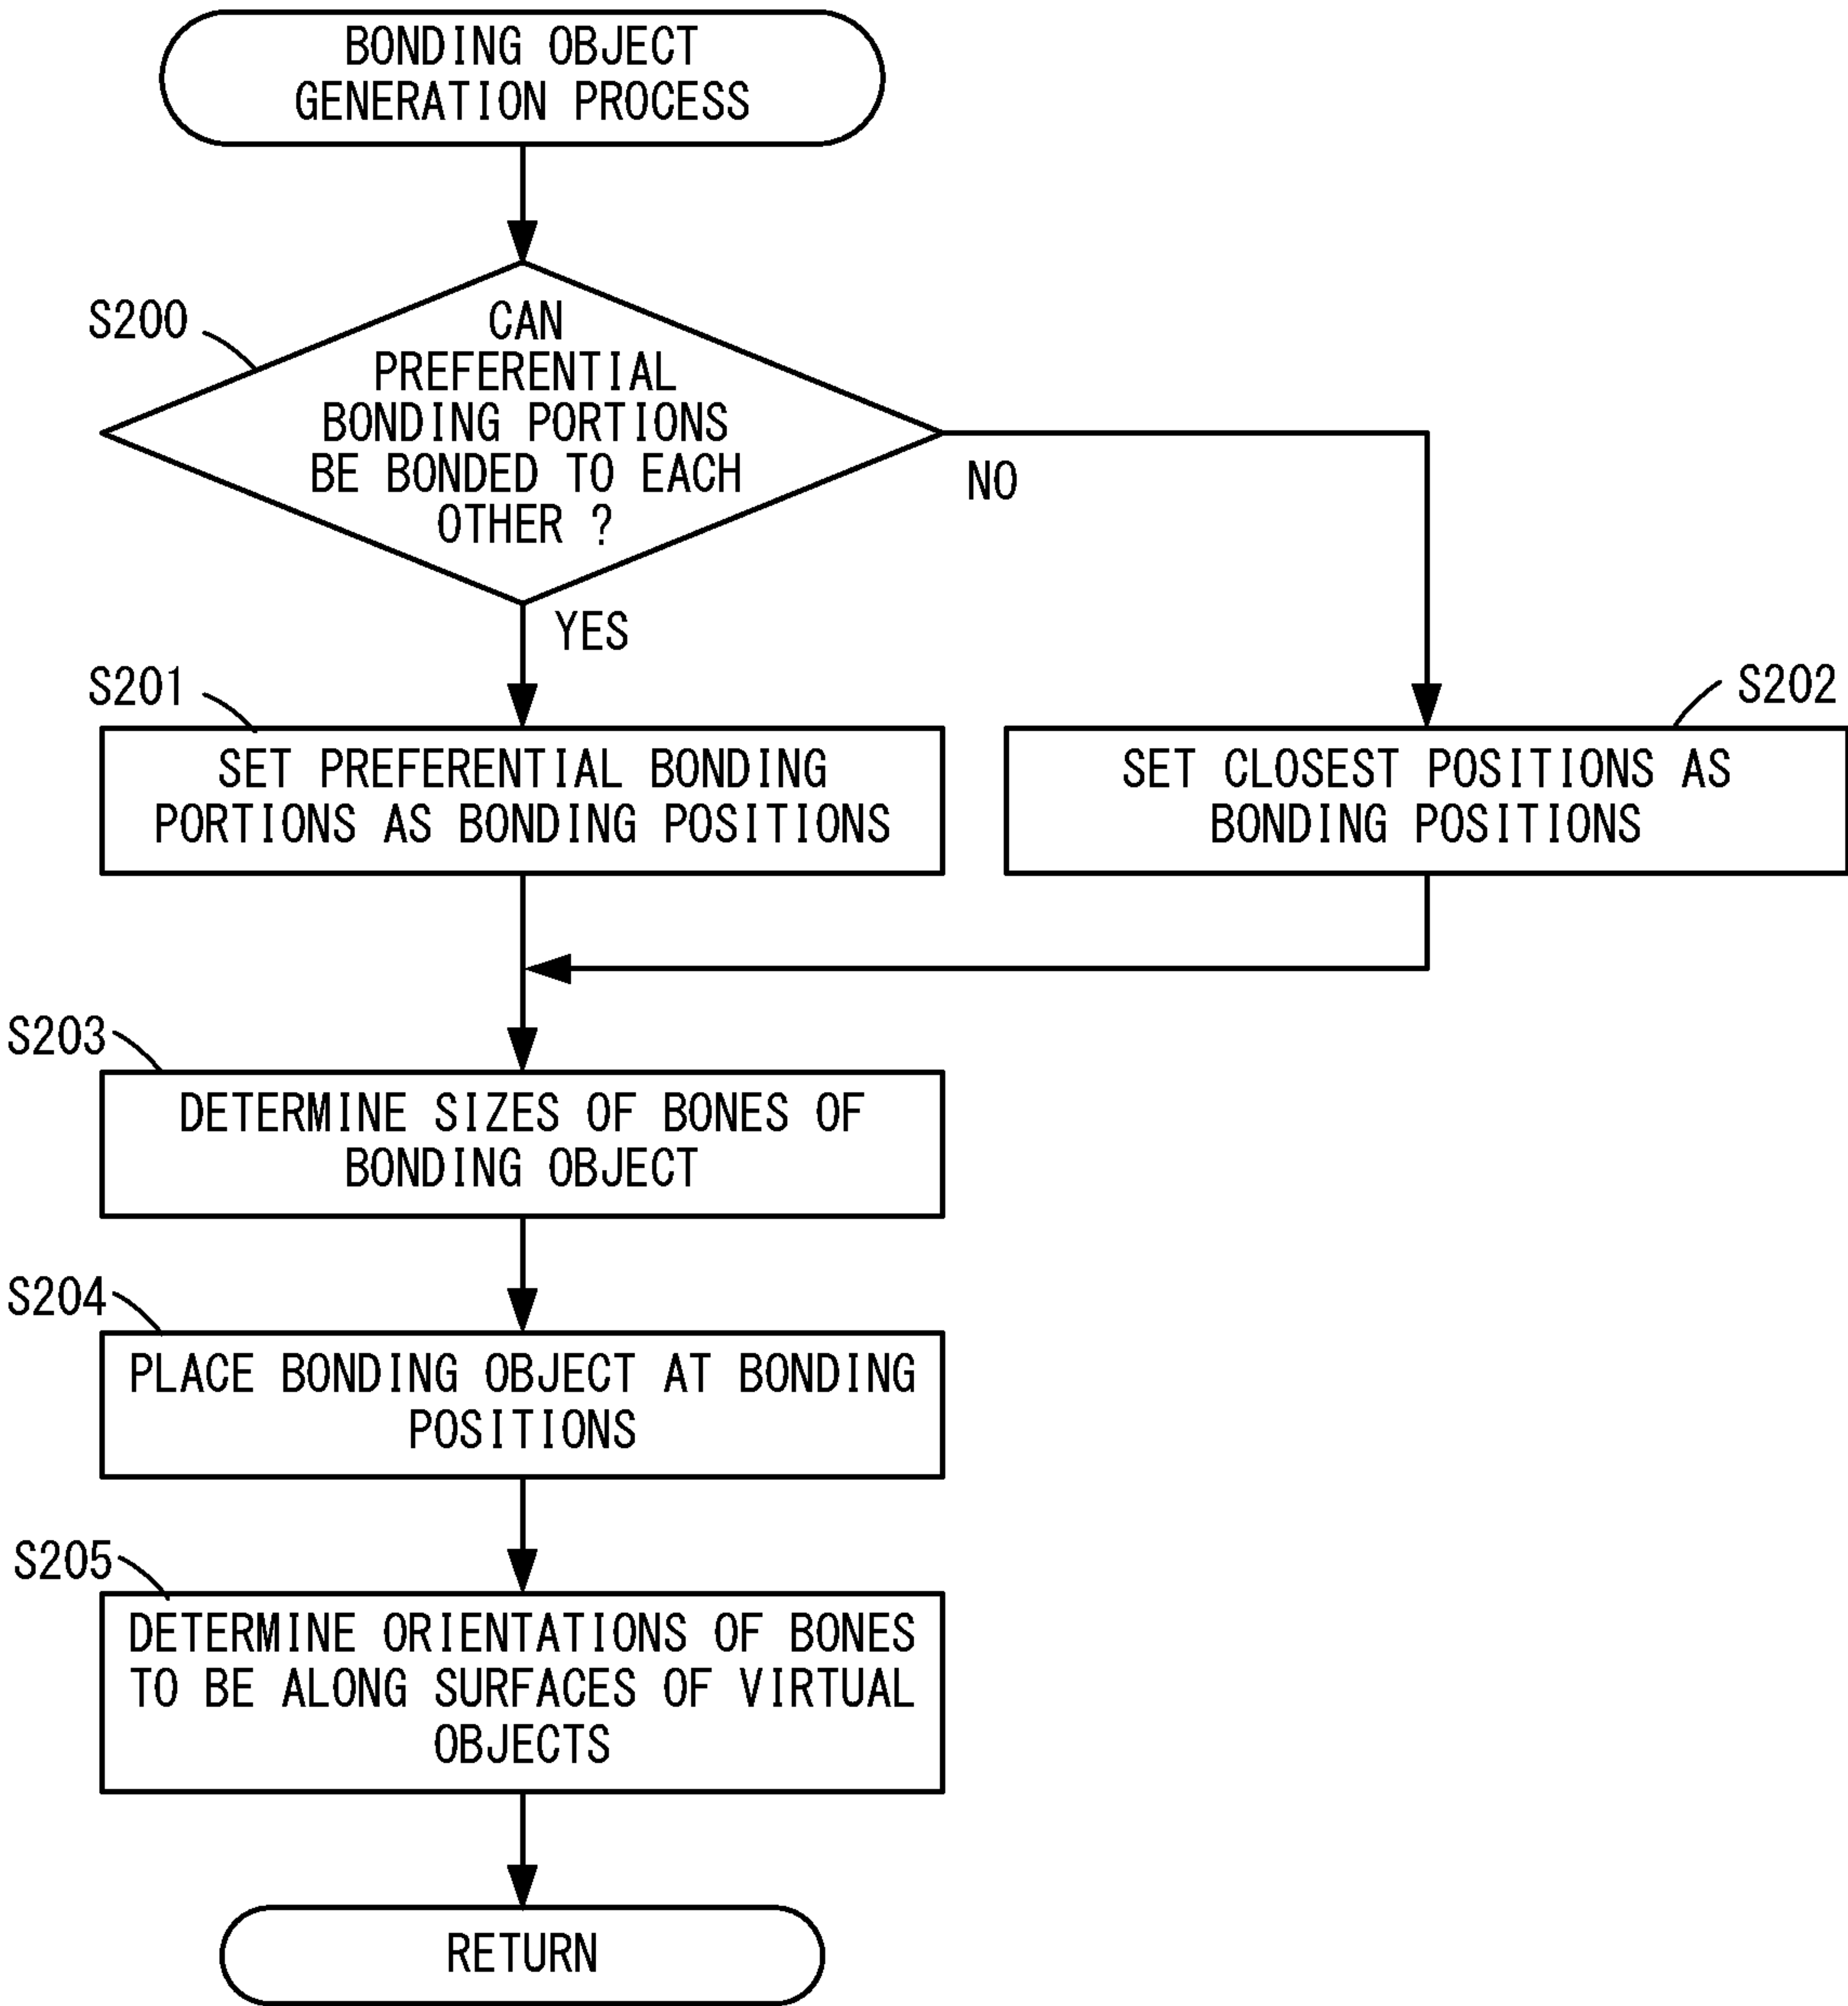 BONDING OBJECT
GENERATION PROCESS
S200
CAN
PREFERENTIAL
BONDING PORTIONS
BE BONDED TO EACH
OTHER ?
NO
YES
S201
SET PREFERENTIAL BONDING
PORTIONS AS BONDING POSITIONS
S202
SET CLOSEST POSITIONS AS
BONDING POSITIONS
S203
DETERMINE SIZES OF BONES OF
BONDING OBJECT
S204
PLACE BONDING OBJECT AT BONDING
POSITIONS
S205
DETERMINE ORIENTATIONS OF BONES
TO BE ALONG SURFACES OF VIRTUAL
OBJECTS
RETURN